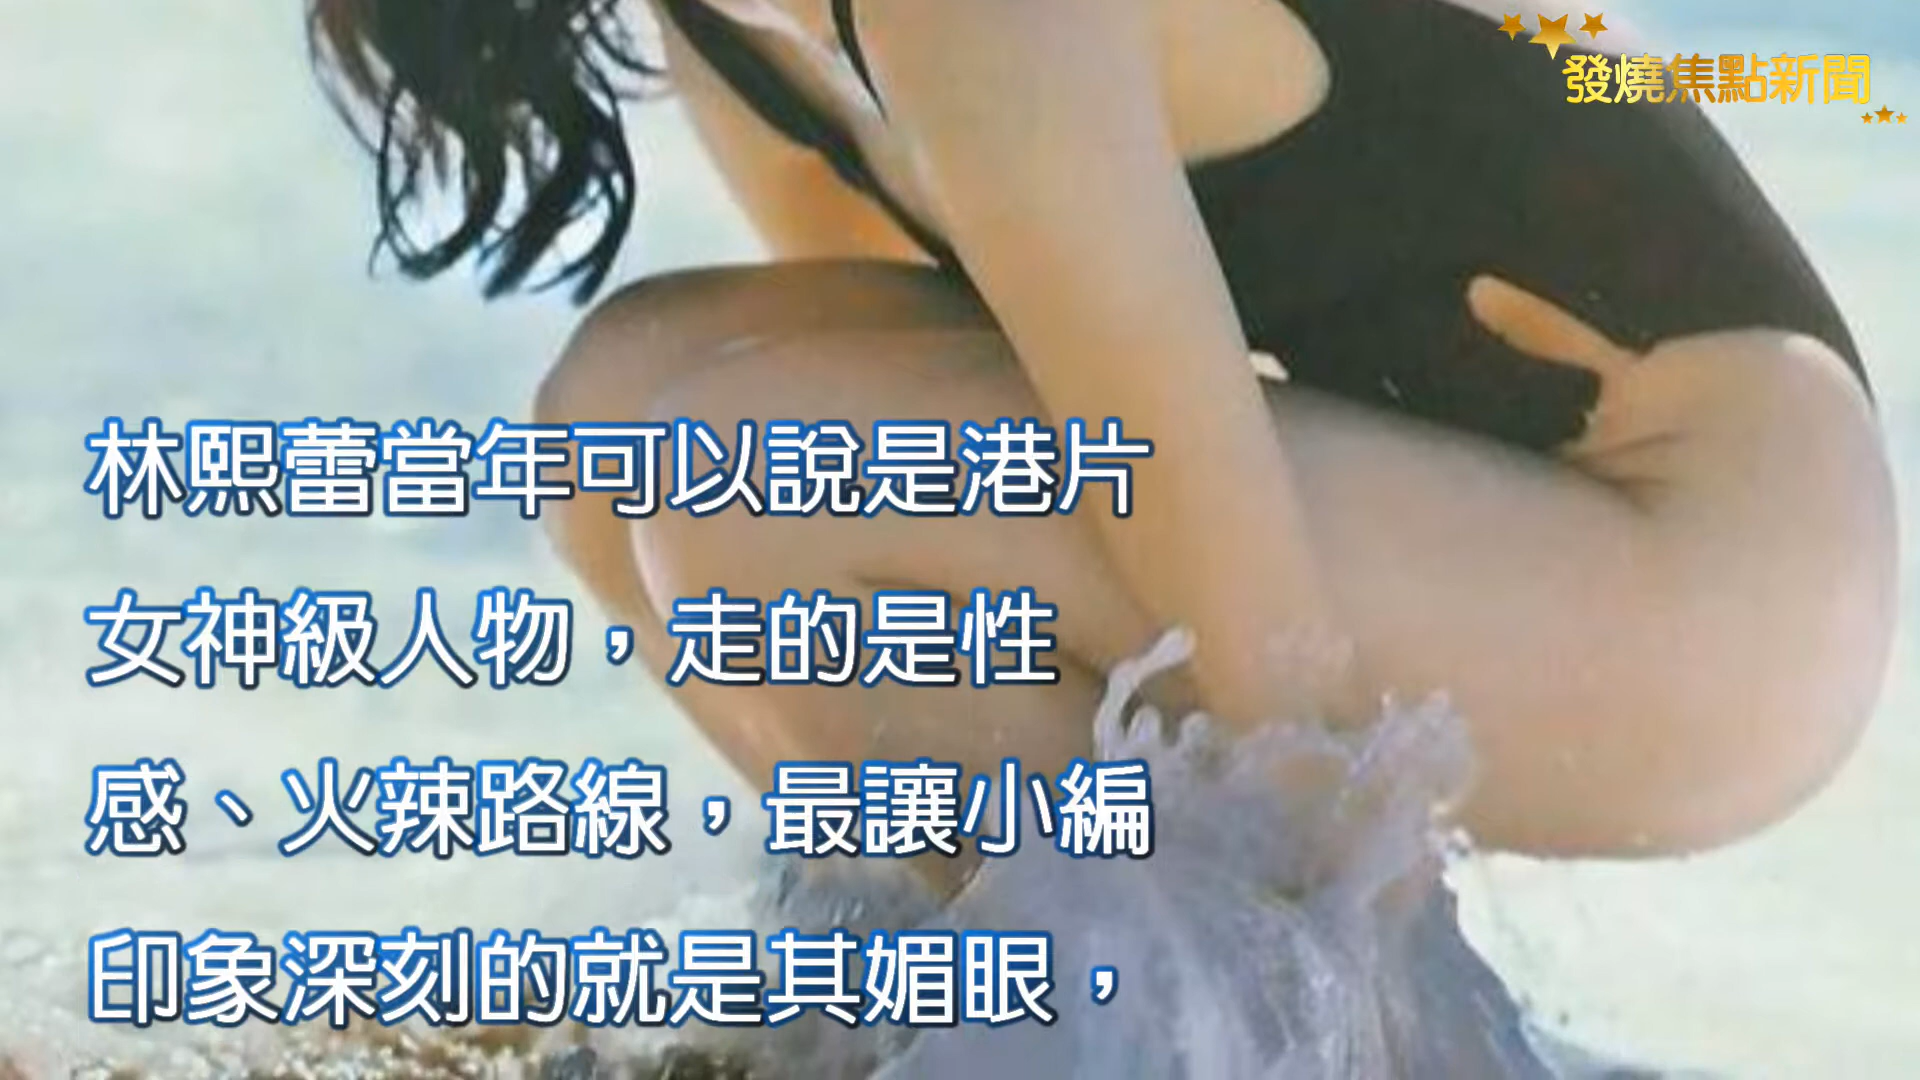 發燒焦點新聞
林熙蕾當年可以說是港片
女神級人物，走的是性
感、火辣路線，最讓小編
印象深刻的就是其媚眼，